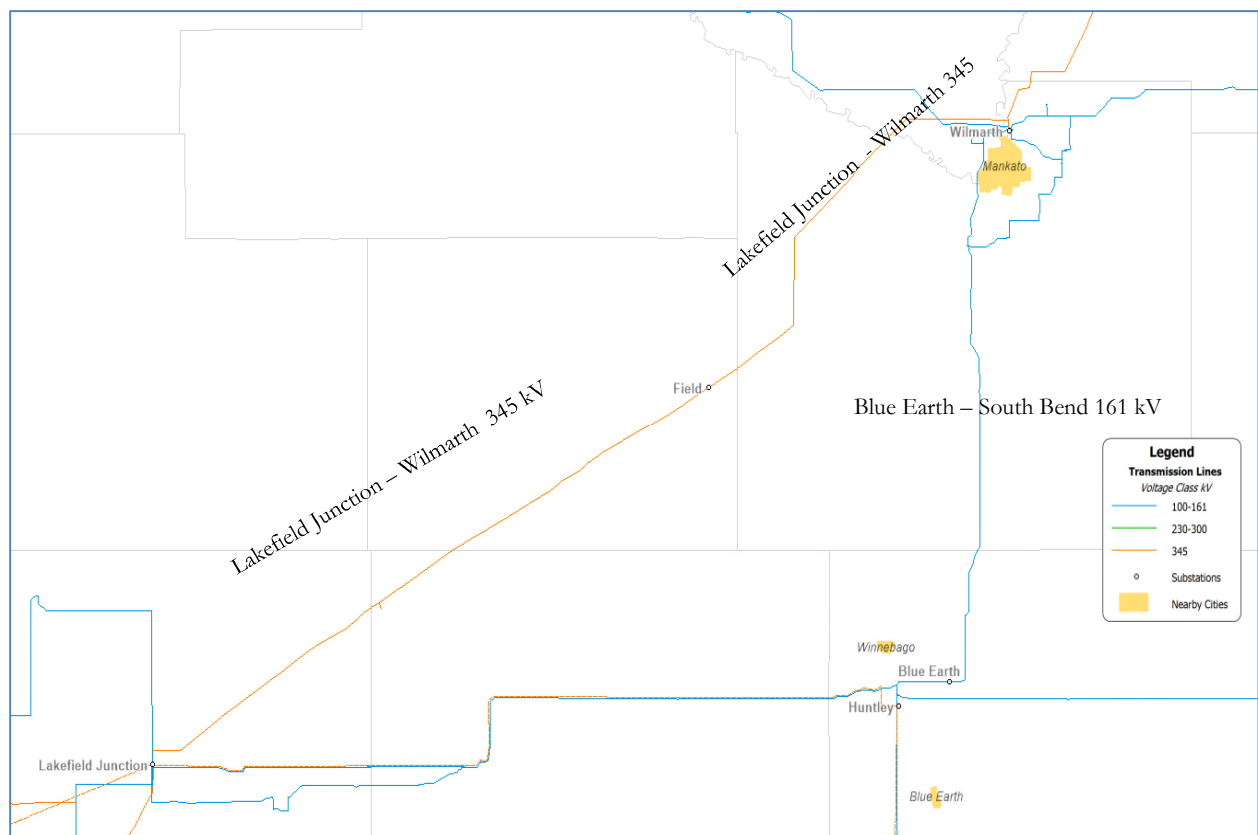 Lakefield Junction - Wilmarth 345
Wilmarth
Mankato
Field
Lakefield Junction – Wilmarth 345 kV
Blue Earth – South Bend 161 kV
Legend
Transmission Lines
Voltage Class kV
100-161
230-300
345
Substations
Nearby Cities
Winnebago
Blue Earth
Huntley
Lakefield Junction
Blue Earth